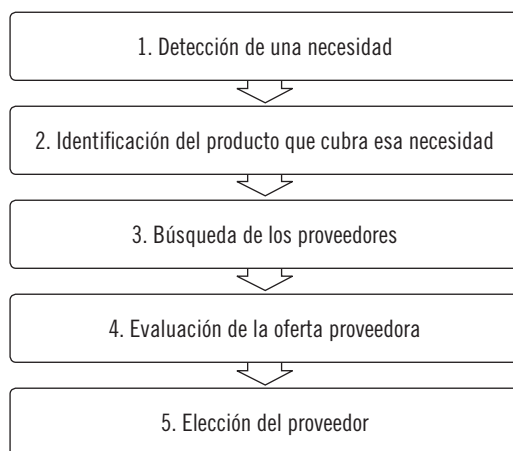 1. Detección de una necesidad
2. Identificación del producto que cubra esa necesidad
3. Búsqueda de los proveedores
4. Evaluación de la oferta proveedora
5. Elección del proveedor